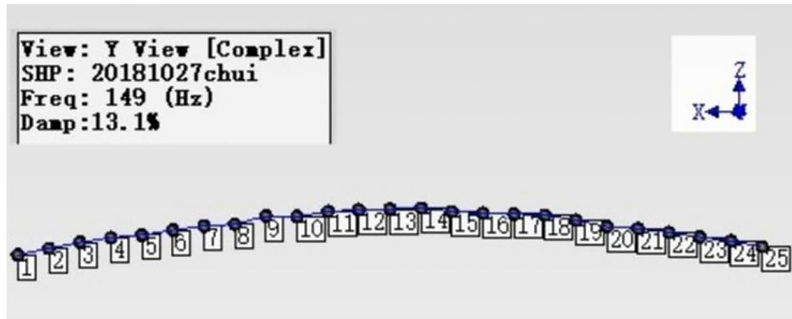 View: Y View [Complex]
SHP: 20181027chui
Freq: 149 (Hz)
Damp:13.1%
Z
X
1 2 3 4 5 6 7 8 9 10 11 12 13 14 15 16 17 18 19 20 21 22 23 24 25